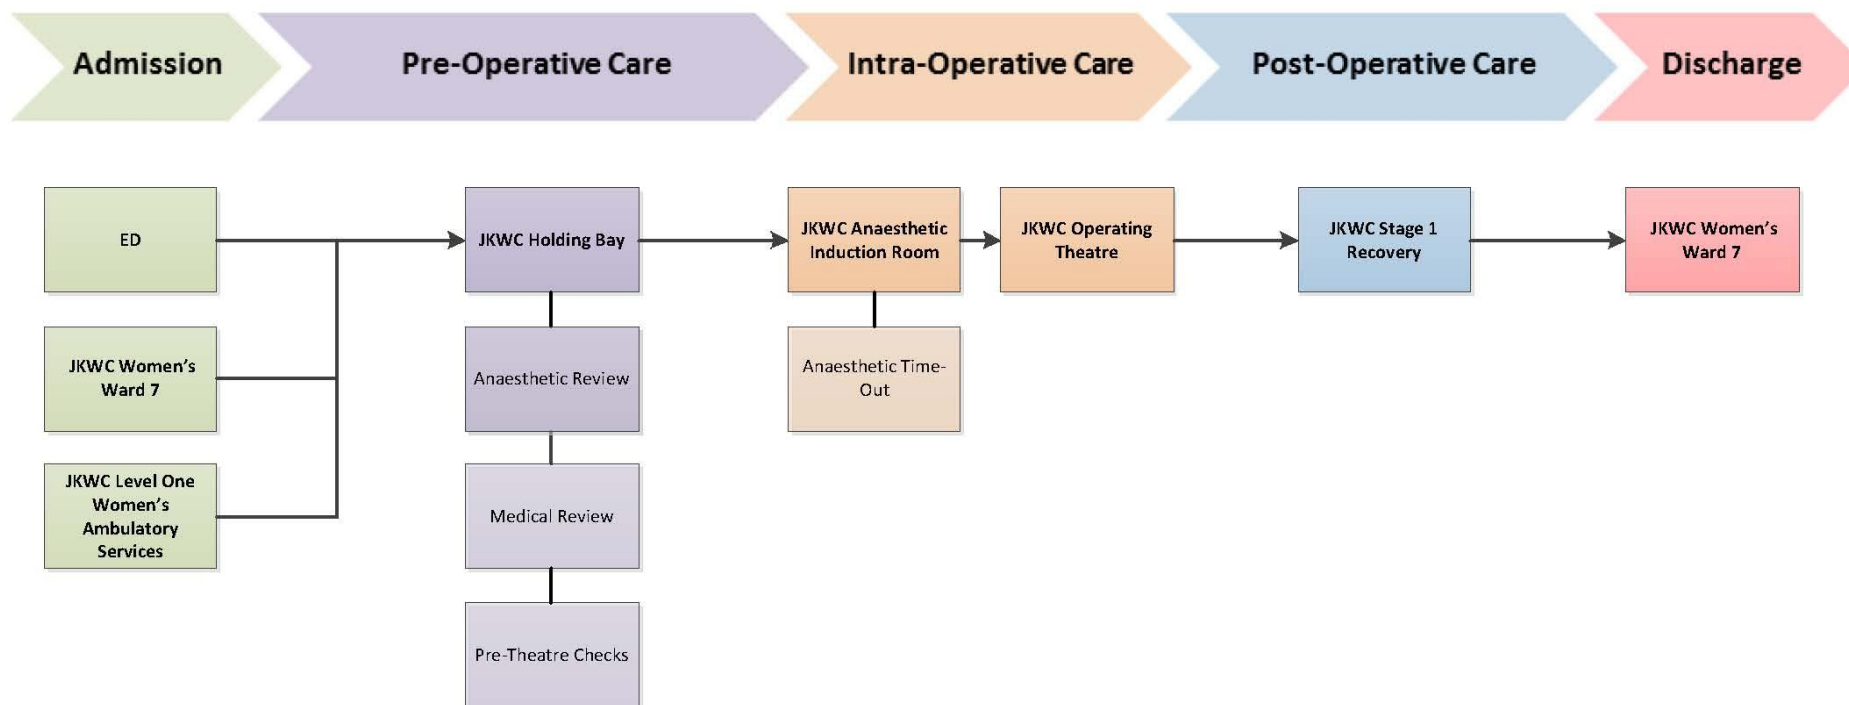 Admission
Pre-Operative Care
Intra-Operative Care
Post-Operative Care
Discharge
ED
JKWC Holding Bay
JKWC Anaesthetic
Induction Room
JKWC Operating
Theatre
JKWC Stage 1
Recovery
JKWC Women’s
Ward 7
JKWC Women’s
Ward 7
Anaesthetic Review
Anaesthetic Time-
Out
JKWC Level One
Women’s
Ambulatory
Services
Medical Review
Pre-Theatre Checks